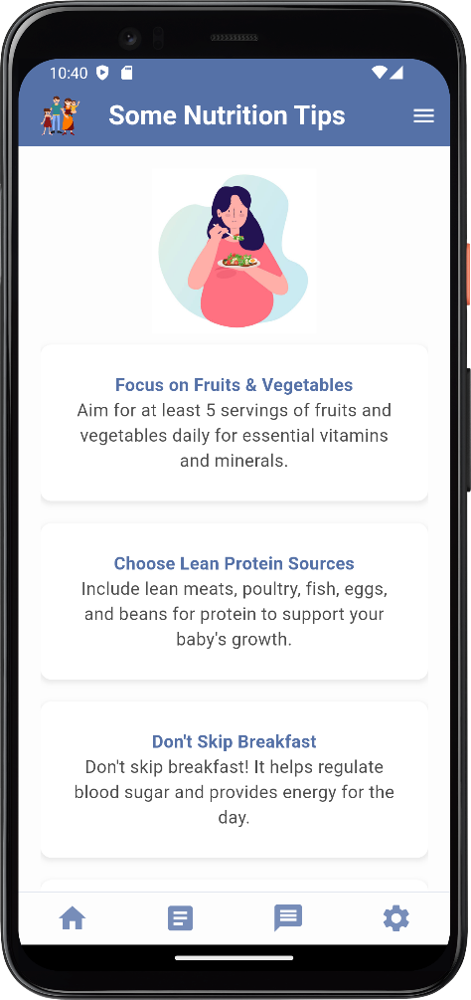 10:40
Some Nutrition Tips
Focus on Fruits & Vegetables
Aim for at least 5 servings of fruits and
vegetables daily for essential vitamins
and minerals.
Choose Lean Protein Sources
Include lean meats, poultry, fish, eggs,
and beans for protein to support your
baby's growth.
Don't Skip Breakfast
Don't skip breakfast! It helps regulate
blood sugar and provides energy for the
day.